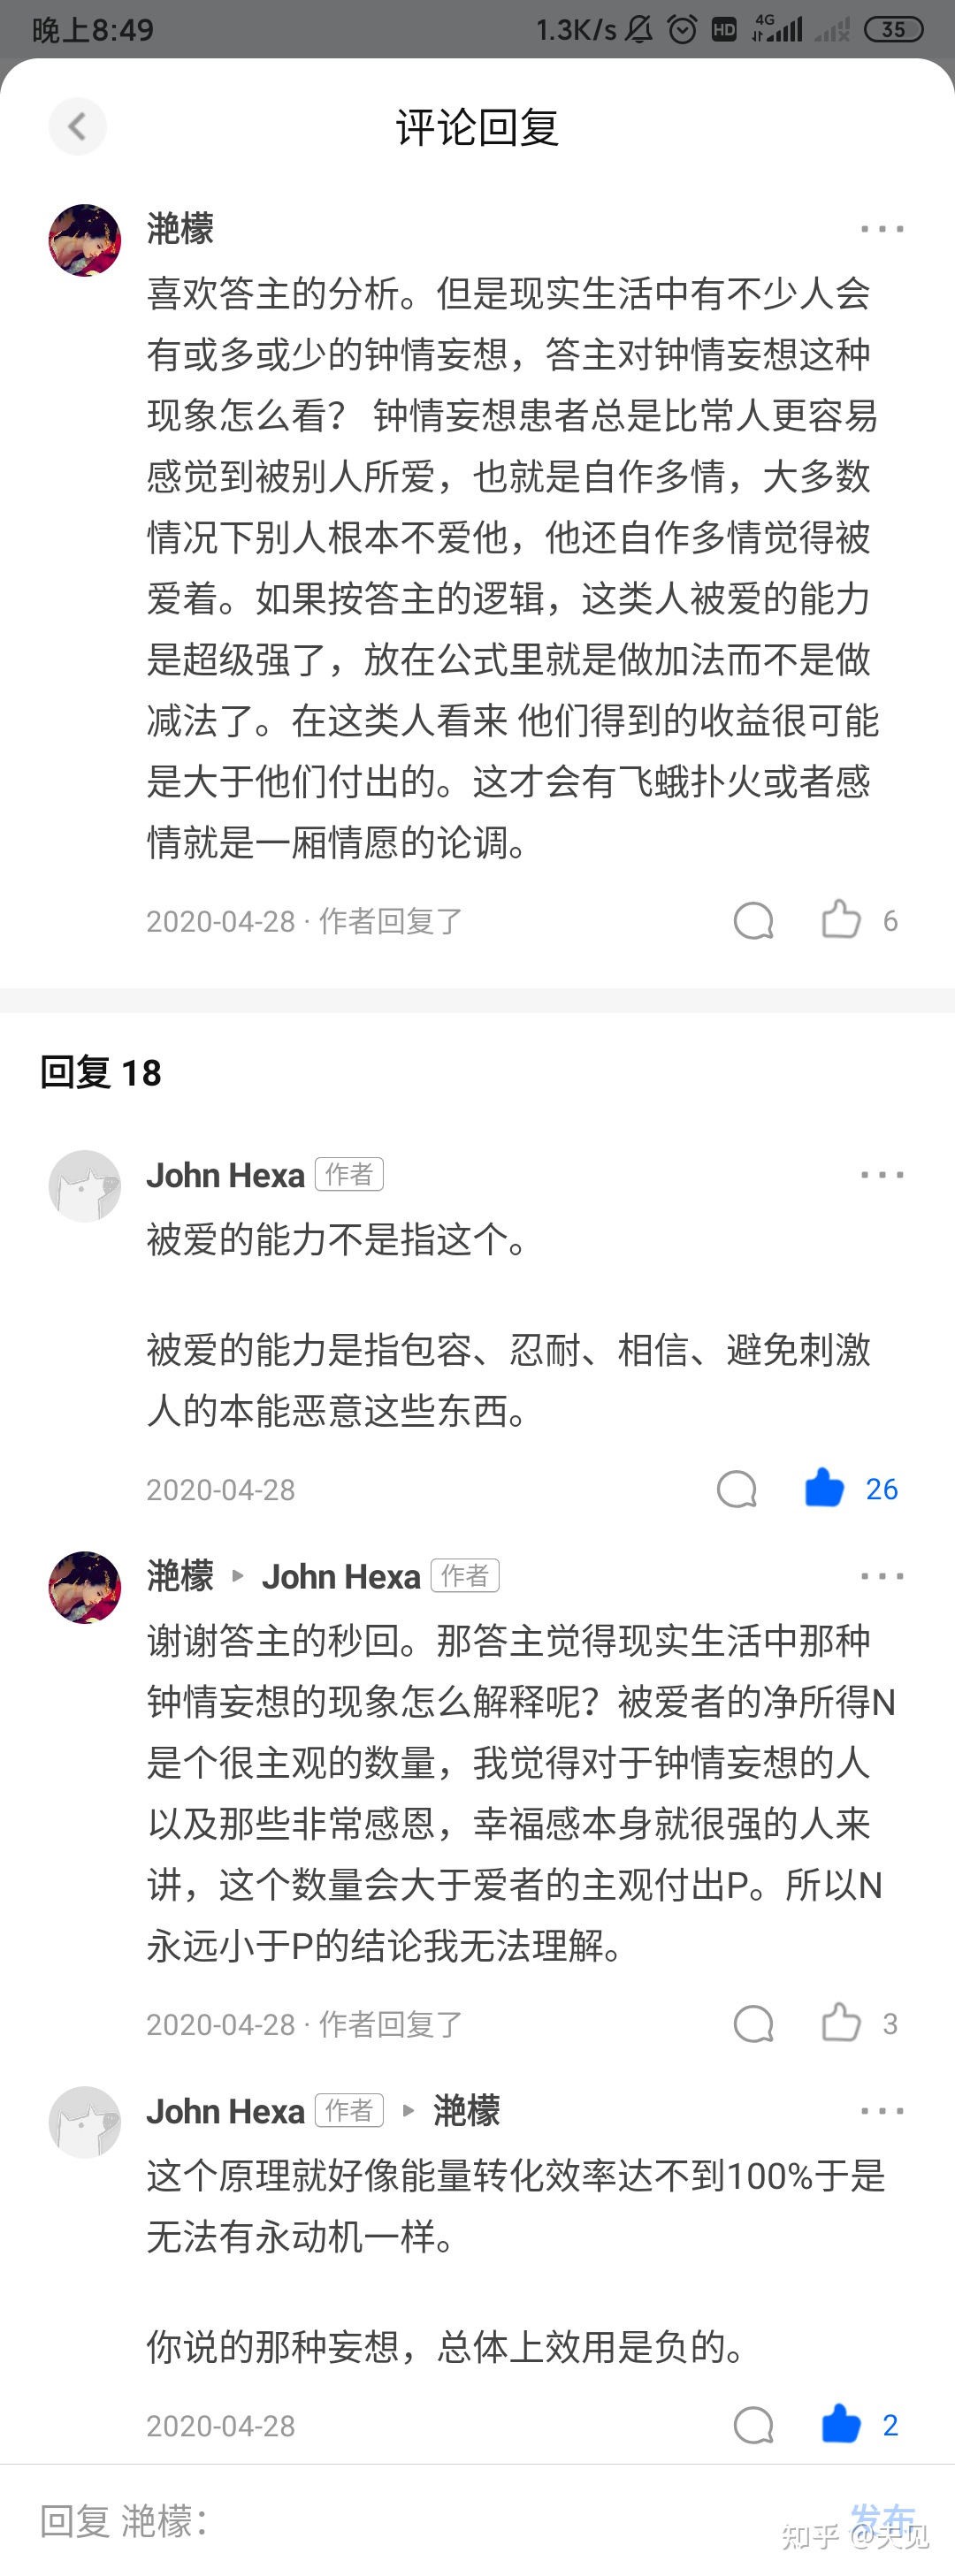 晚上8:49
1.3K/s
HD
4G
35
评论回复
滟檬
喜欢答主的分析。但是现实生活中有不少人会
有或多或少的钟情妄想，答主对钟情妄想这种
现象怎么看？ 钟情妄想患者总是比常人更容易
感觉到被别人所爱，也就是自作多情，大多数
情况下别人根本不爱他，他还自作多情觉得被
爱着。如果按答主的逻辑，这类人被爱的能力
是超级强了，放在公式里就是做加法而不是做
减法了。在这类人看来 他们得到的收益很可能
是大于他们付出的。这才会有飞蛾扑火或者感
情就是一厢情愿的论调。
2020-04-28 · 作者回复了
6
回复 18
John Hexa 作者
被爱的能力不是指这个。
被爱的能力是指包容、忍耐、相信、避免刺激
人的本能恶意这些东西。
2020-04-28
26
滟檬 ▸ John Hexa 作者
谢谢答主的秒回。那答主觉得现实生活中那种
钟情妄想的现象怎么解释呢？被爱者的净所得N
是个很主观的数量，我觉得对于钟情妄想的人
以及那些非常感恩，幸福感本身就很强的人来
讲，这个数量会大于爱者的主观付出P。所以N
永远小于P的结论我无法理解。
2020-04-28 · 作者回复了
3
John Hexa 作者 ▸ 滟檬
这个原理就好像能量转化效率达不到100%于是
无法有永动机一样。
你说的那种妄想，总体上效用是负的。
2020-04-28
2
回复 滟檬：
发布
知乎 @天见